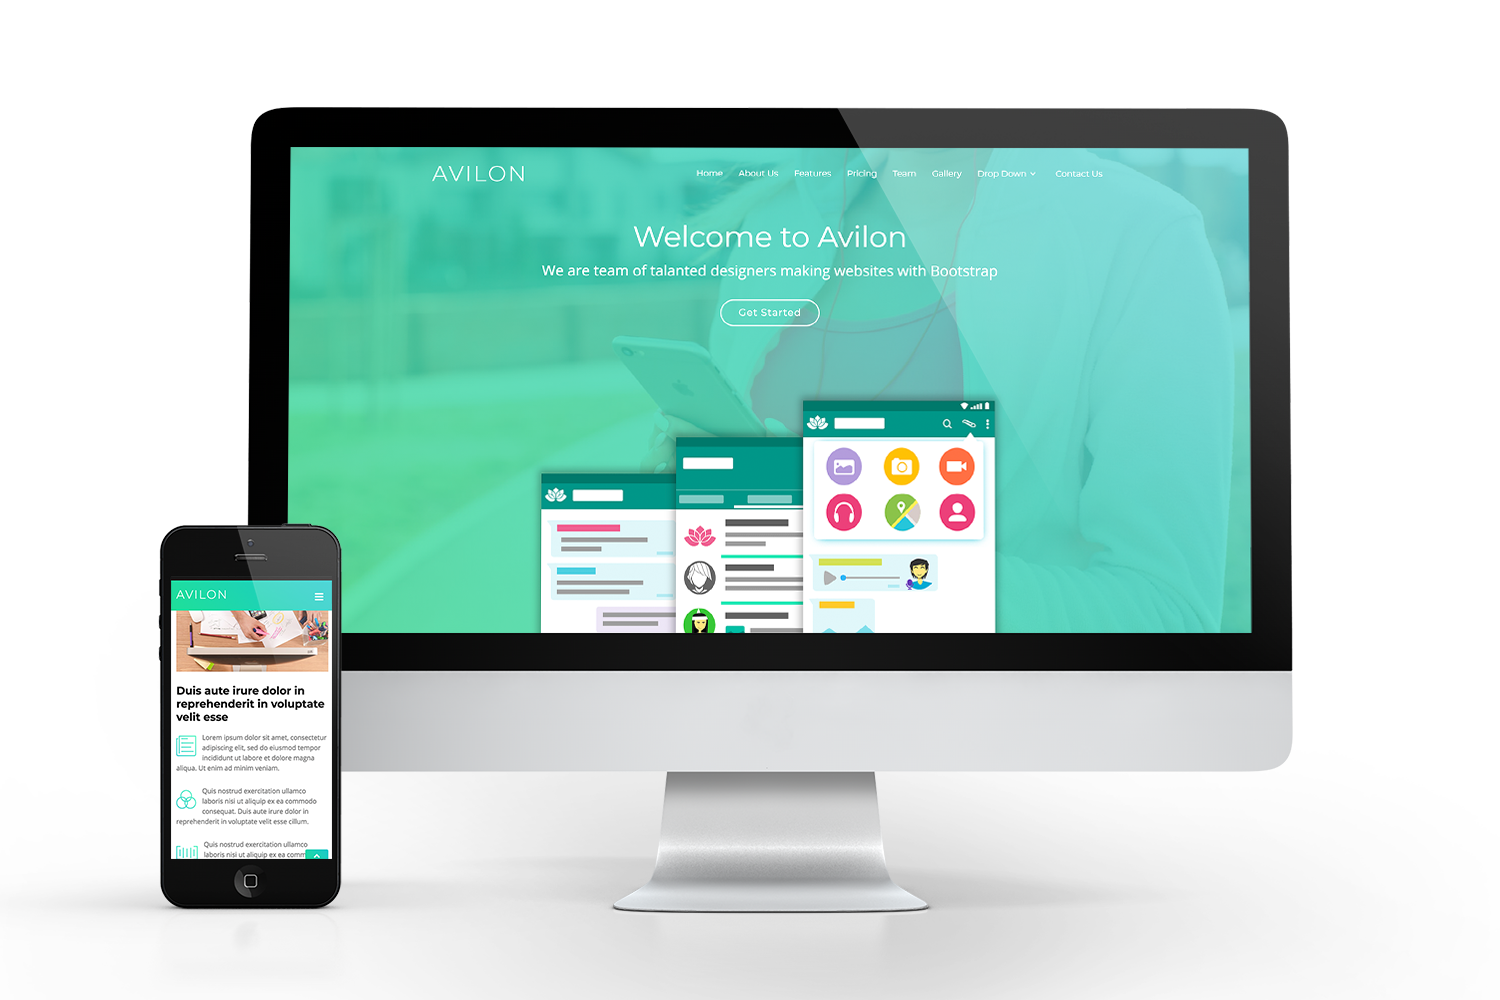 AVILON
Home About Us Features Pricing Team Gallery Drop Down Contact Us
Welcome to Avilon
We are team of talanted designers making websites with Bootstrap
Get Started
AVILON
Duis aute irure dolor in
reprehenderit in voluptate
velit esse
Lorem ipsum dolor sit amet, consectetur
adipiscing elit, sed do eiusmod tempor
incididunt ut labore et dolore magna
aliqua. Ut enim ad minim veniam.
Quis nostrud exercitation ullamco
laboris nisi ut aliquip ex ea commodo
consequat. Duis aute irure dolor in
reprehenderit in voluptate velit esse cillum.
Quis nostrud exercitation ullamco
laboris nisi ut aliquip ex ea